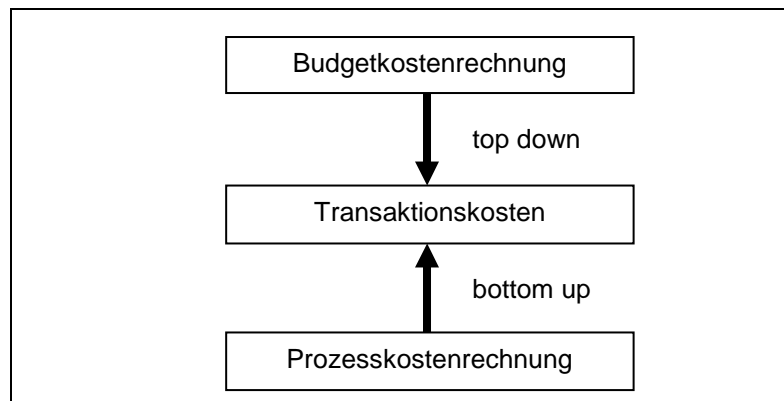 Budgetkostenrechnung
top down
Transaktionskosten
bottom up
Prozesskostenrechnung